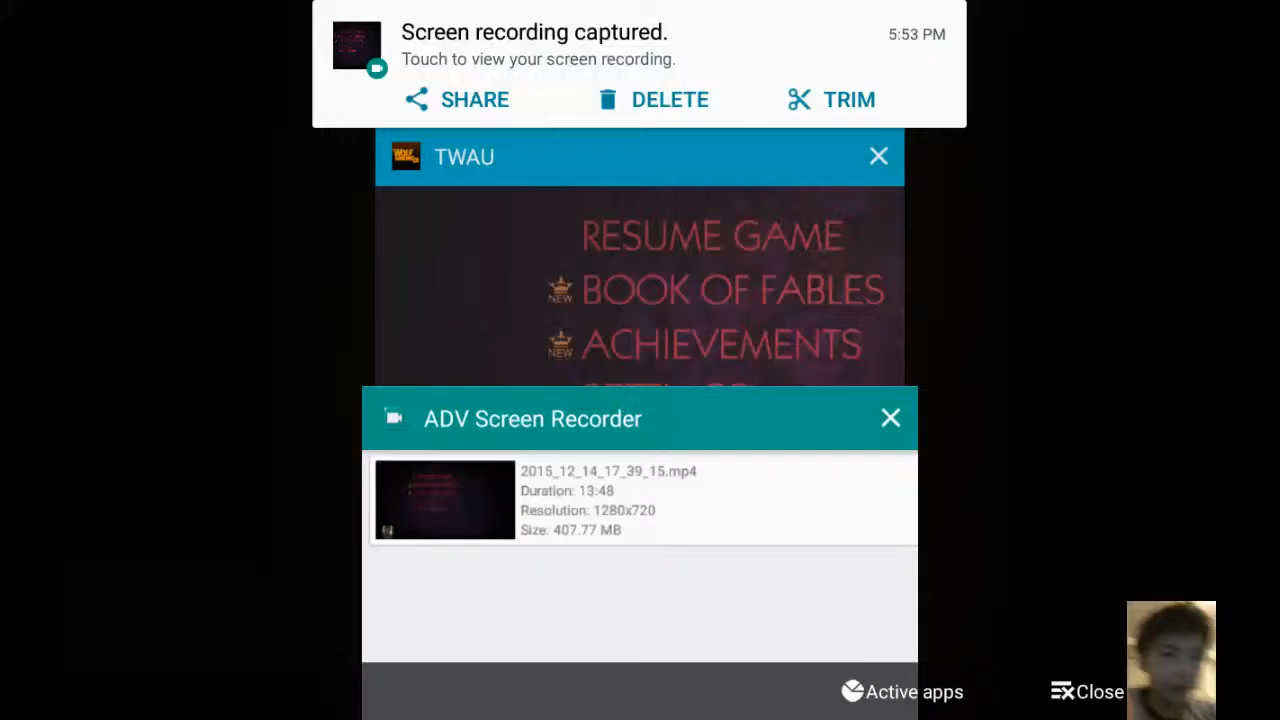 Screen recording captured.
5:53 PM
Touch to view your screen recording.
SHARE
DELETE
TRIM
TWAU
RESUME GAME
NEW BOOK OF FABLES
NEW ACHIEVEMENTS
ADV Screen Recorder
2015_12_14_17_39_15.mp4
Duration: 13:48
Resolution: 1280x720
Size: 407.77 MB
Active apps
Close